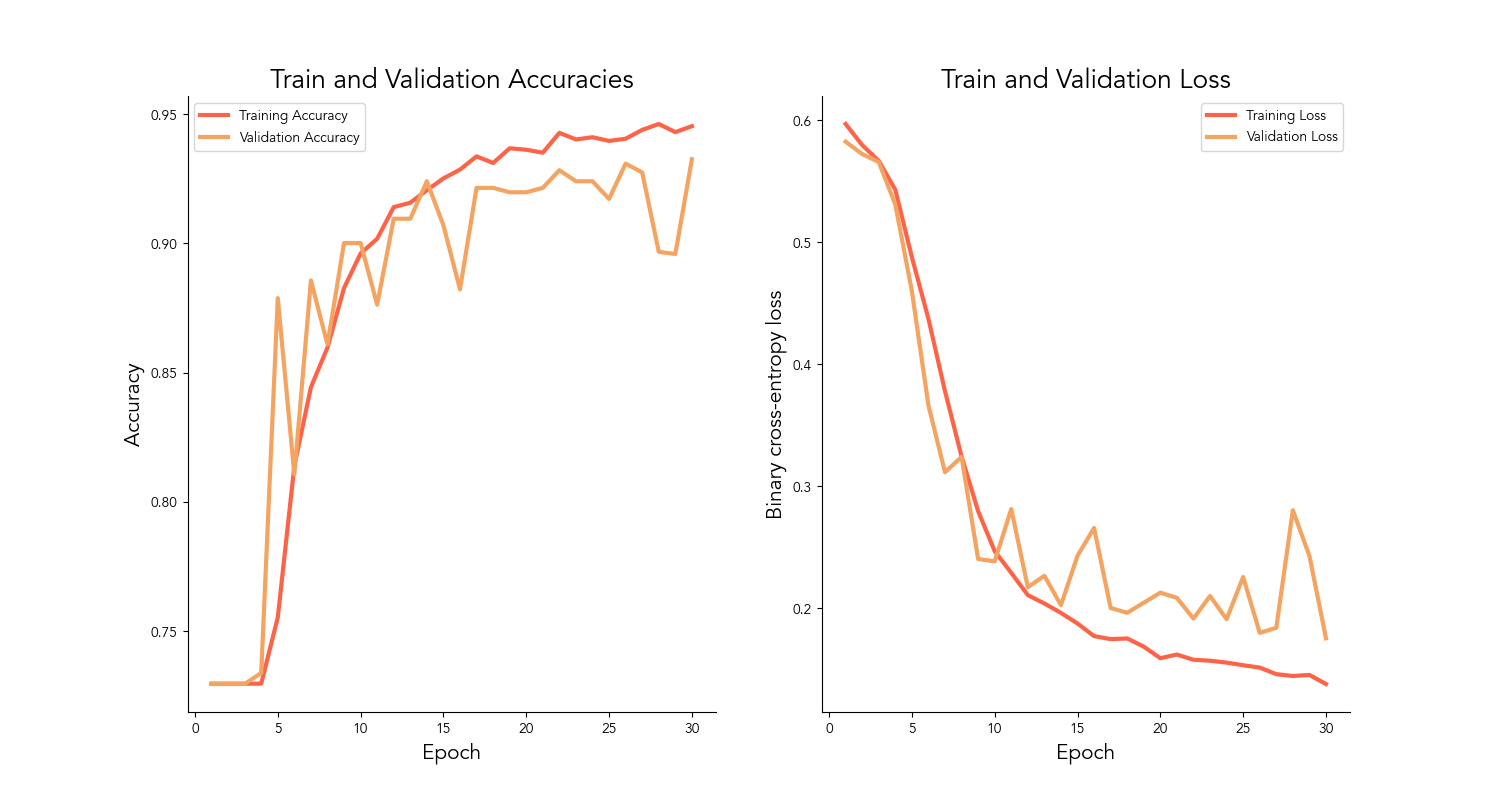 Train and Validation Accuracies
Training Accuracy
Validation Accuracy
Accuracy
0.95
0.90
0.85
0.80
0.75
0
5
10
15
20
25
30
Epoch
Train and Validation Loss
Training Loss
Validation Loss
Binary cross-entropy loss
0.6
0.5
0.4
0.3
0.2
0
5
10
15
20
25
30
Epoch